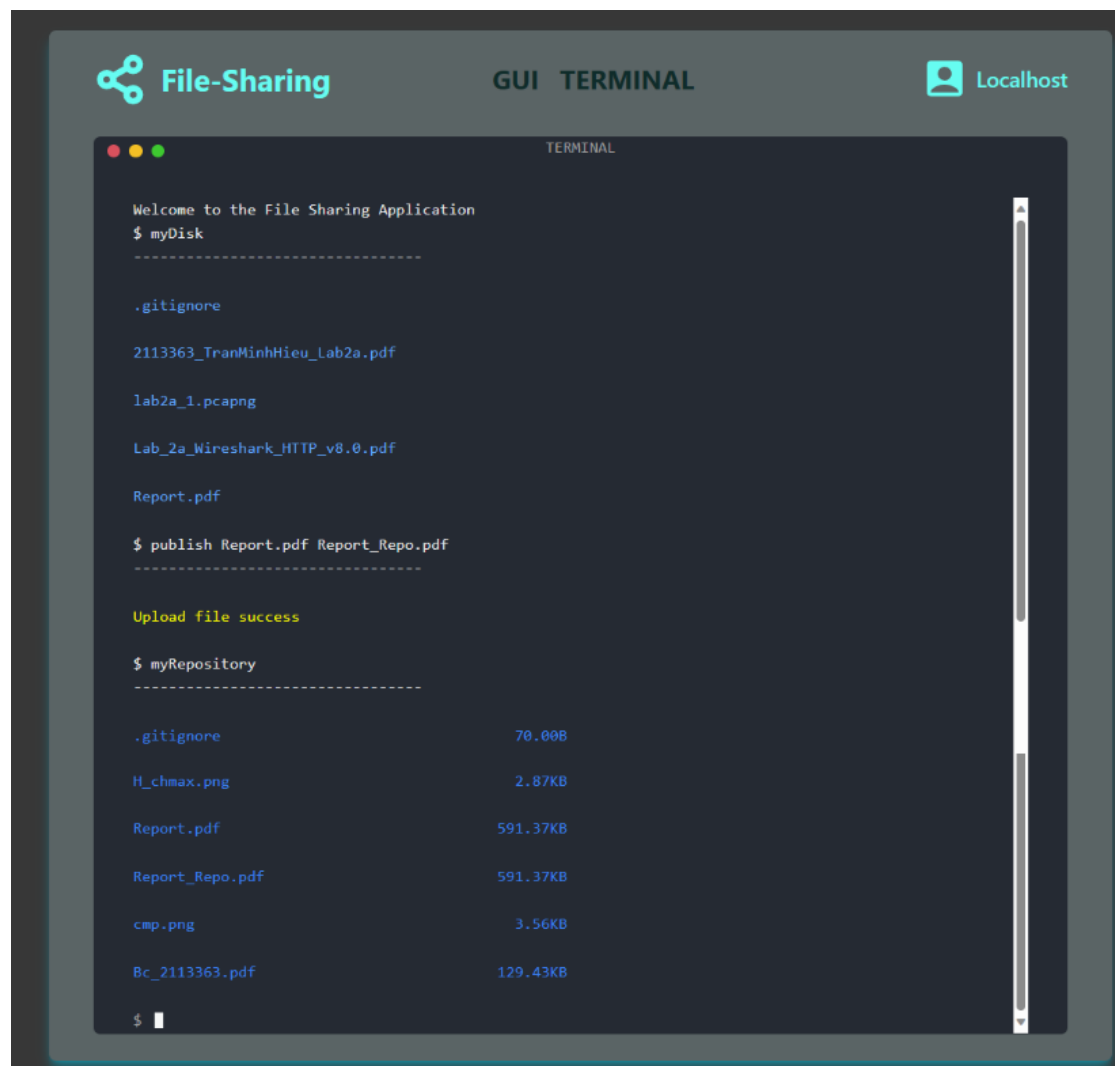 File-Sharing GUI TERMINAL Localhost
TERMINAL
Welcome to the File Sharing Application
$ myDisk
---------------------------------
.gitignore
2113363_TranMinhHieu_Lab2a.pdf
lab2a_1.pcapng
Lab_2a_Wireshark_HTTP_v8.0.pdf
Report.pdf
$ publish Report.pdf Report_Repo.pdf
---------------------------------
Upload file success
$ myRepository
---------------------------------
.gitignore 70.00B
H_chmax.png 2.87KB
Report.pdf 591.37KB
Report_Repo.pdf 591.37KB
cmp.png 3.56KB
Bc_2113363.pdf 129.43KB
$